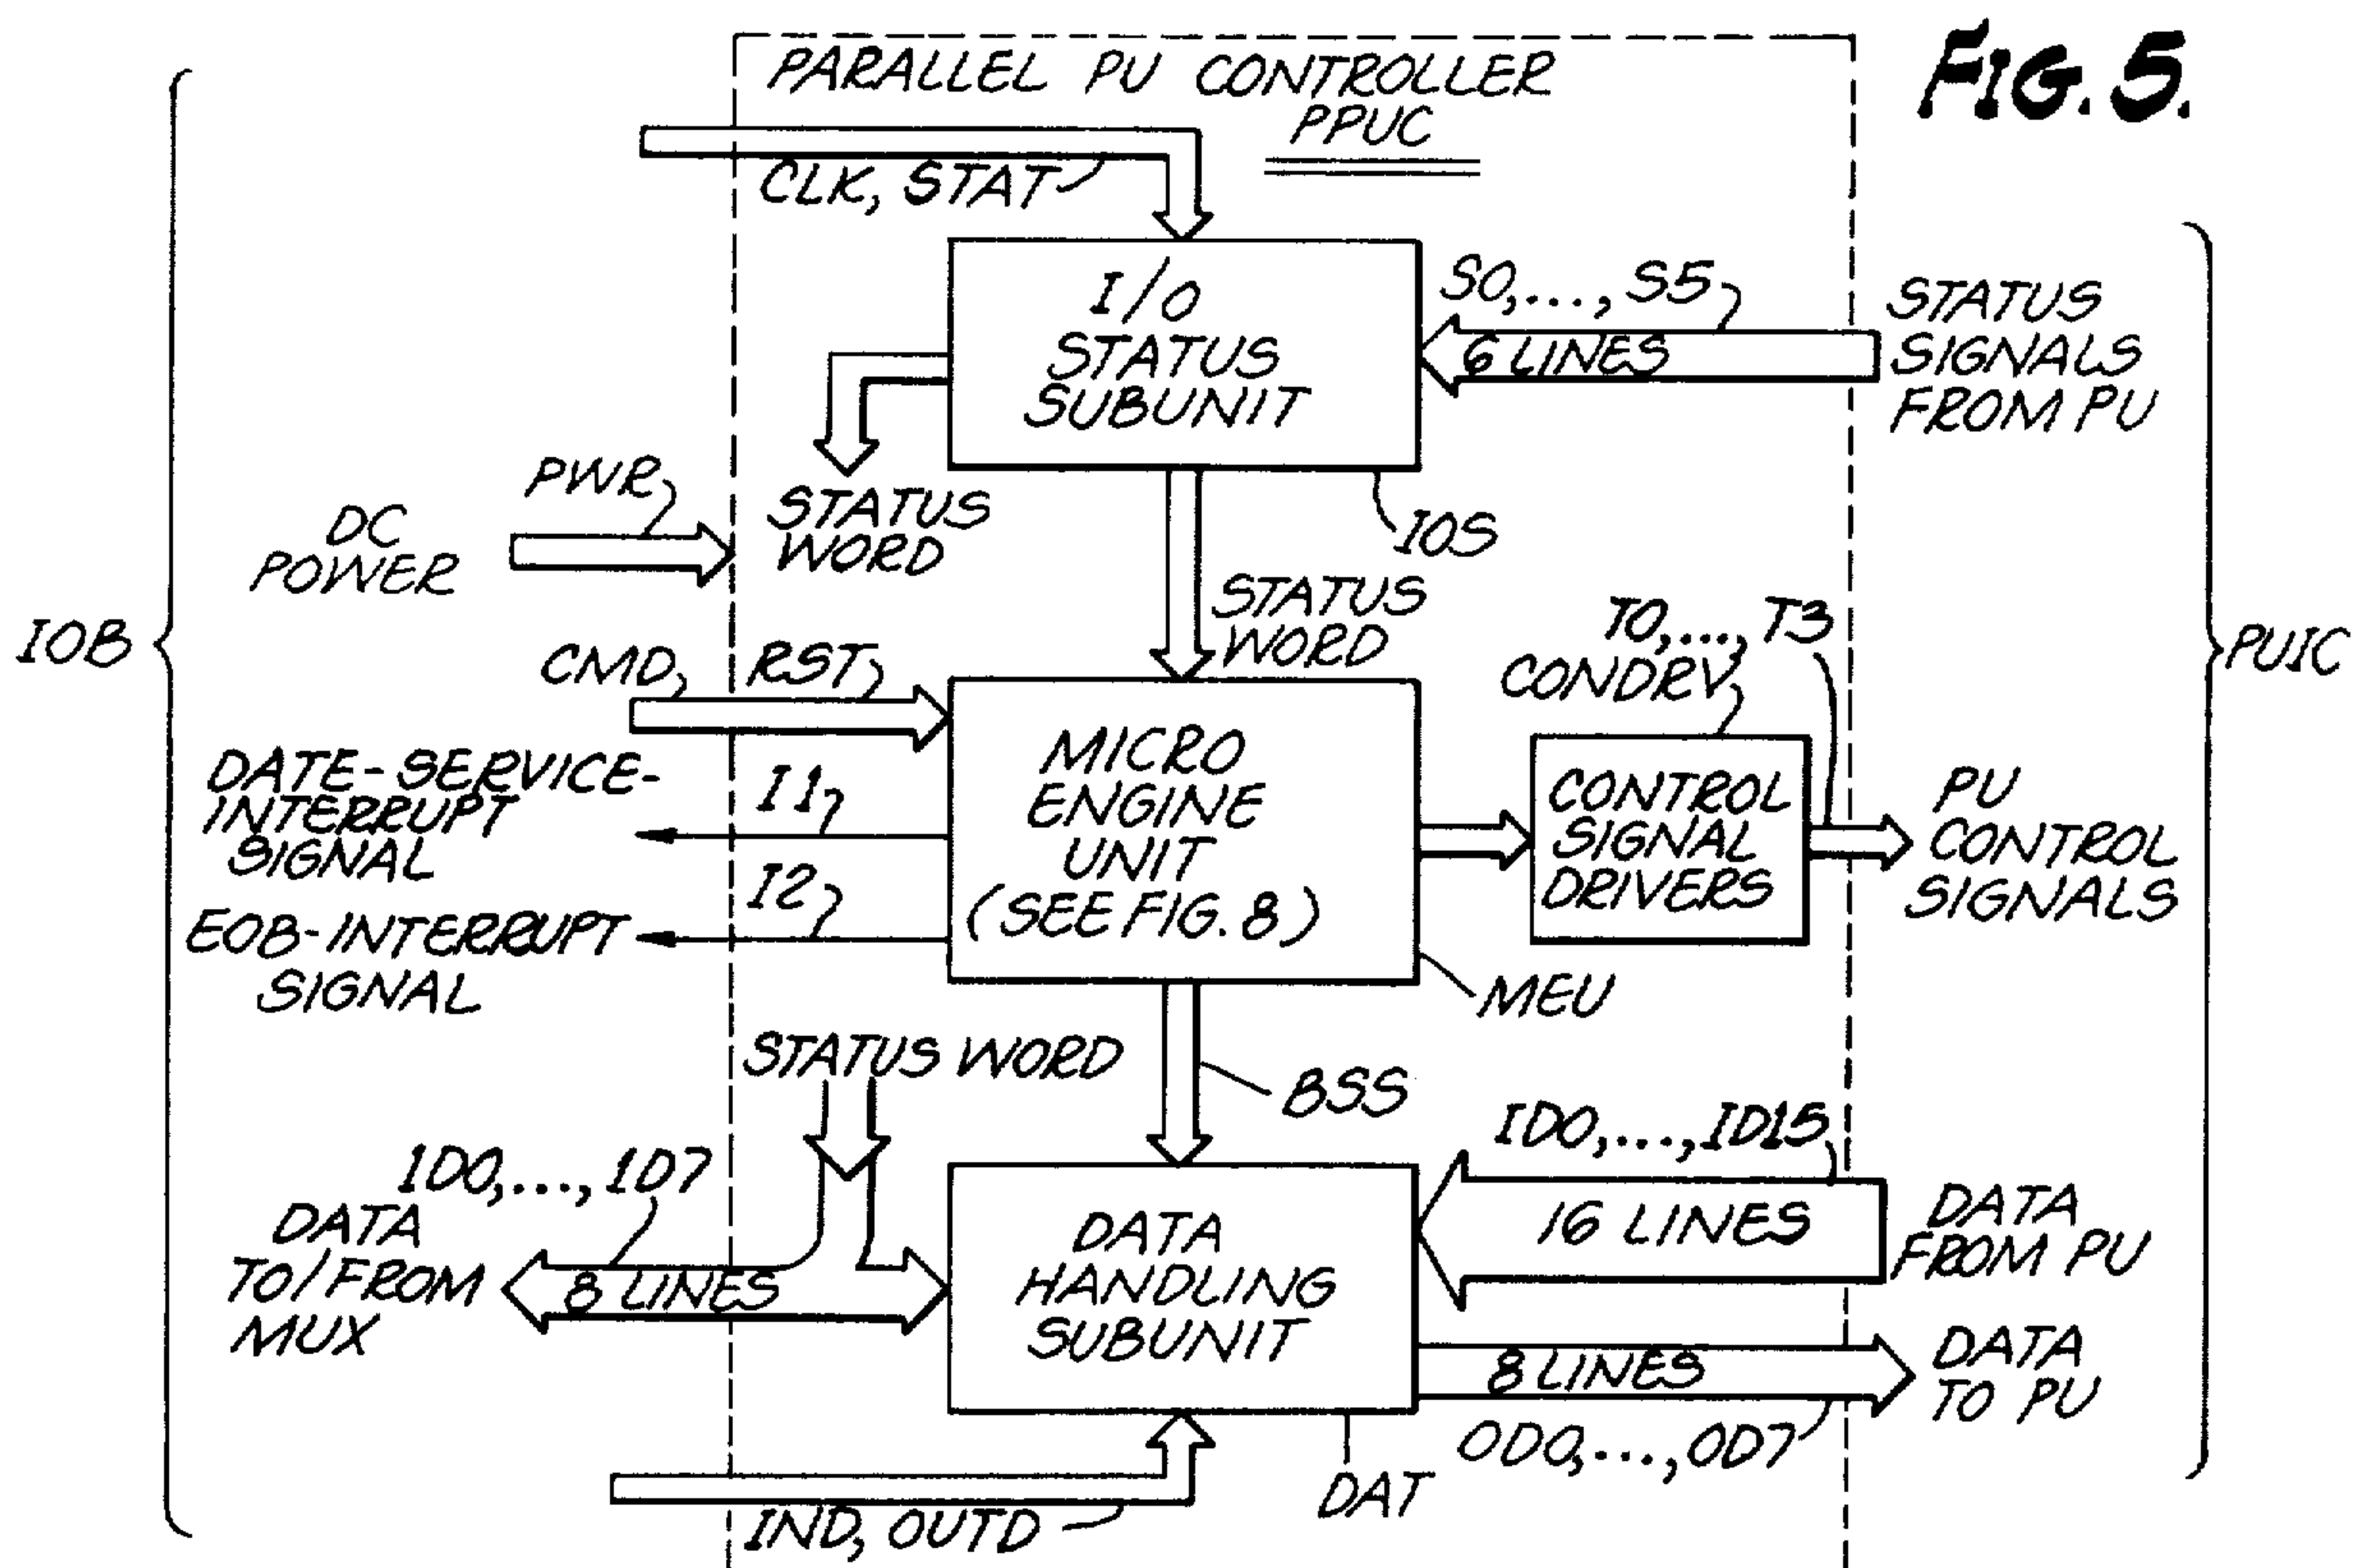 FIG. 5.
PARALLEL PU CONTROLLER
PPUC
CLK, STAT
I/O
STATUS
SUBUNIT
S0,..., S5
6 LINES
STATUS
SIGNALS
FROM PU
PWR
DC
POWER
STATUS
WORD
IOS
STATUS
WORD
IOB
PUIC
CMD, RST
T0,..., T3
CONDRV
DATE-SERVICE-
INTERRUPT
SIGNAL
I1
I2
EOB-INTERRUPT
SIGNAL
MICRO
ENGINE
UNIT
(SEE FIG. 8)
CONTROL
SIGNAL
DRIVERS
PU
CONTROL
SIGNALS
MEU
STATUS WORD
BSS
ID0,..., ID7
DATA
TO/FROM
MUX
8 LINES
DATA
HANDLING
SUBUNIT
ID0,..., ID15
16 LINES
DATA
FROM PU
8 LINES
DATA
TO PU
OD0,..., OD7
DAT
IND, OUTD